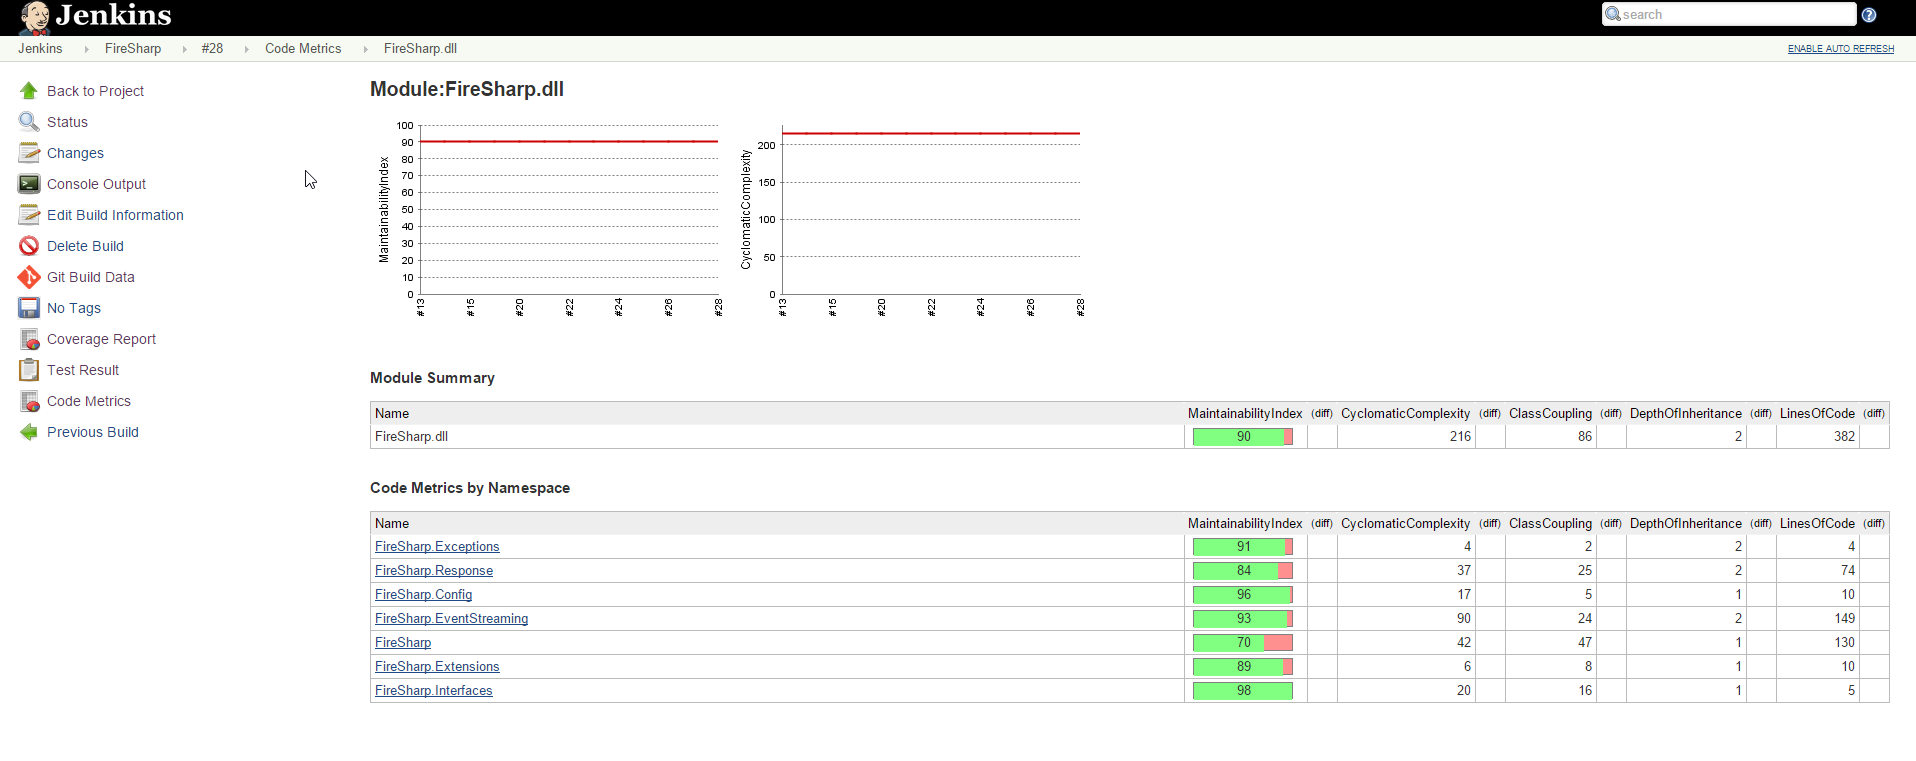 Jenkins
search
Jenkins FireSharp #28 Code Metrics FireSharp.dll
ENABLE AUTO REFRESH
Back to Project
Status
Changes
Console Output
Edit Build Information
Delete Build
Git Build Data
No Tags
Coverage Report
Test Result
Code Metrics
Previous Build
Module:FireSharp.dll
MaintainabilityIndex
100
90
80
70
60
50
40
30
20
10
0
#13 #15 #20 #22 #24 #26 #28
CyclomaticComplexity
200
150
100
50
0
#13 #15 #20 #22 #24 #26 #28
Module Summary
Name MaintainabilityIndex (diff) CyclomaticComplexity (diff) ClassCoupling (diff) DepthOfInheritance (diff) LinesOfCode (diff)
FireSharp.dll 90 216 86 2 382
Code Metrics by Namespace
Name MaintainabilityIndex (diff) CyclomaticComplexity (diff) ClassCoupling (diff) DepthOfInheritance (diff) LinesOfCode (diff)
FireSharp.Exceptions 91 4 2 2 4
FireSharp.Response 84 37 25 2 74
FireSharp.Config 96 17 5 1 10
FireSharp.EventStreaming 93 90 24 2 149
FireSharp 70 42 47 1 130
FireSharp.Extensions 89 6 8 1 10
FireSharp.Interfaces 98 20 16 1 5